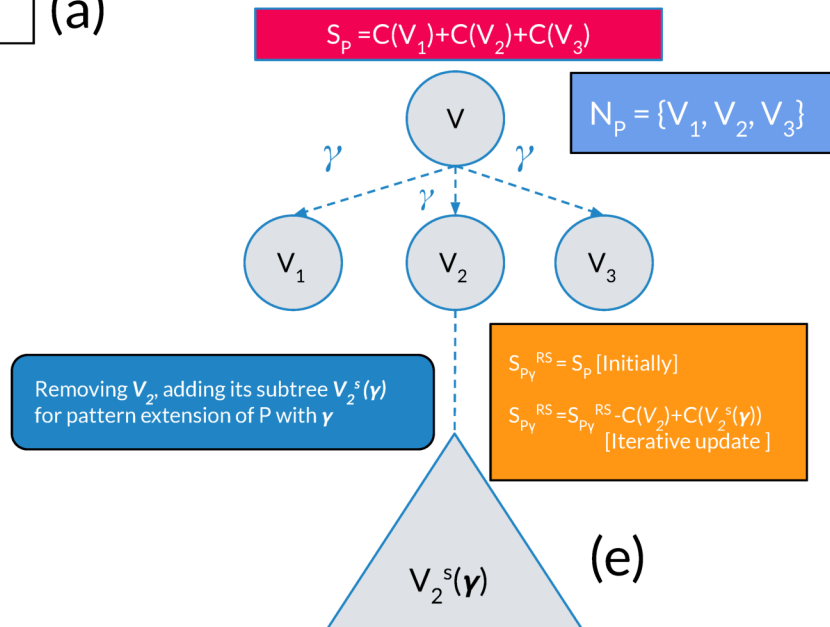 (a)
S_P =C(V_1)+C(V_2)+C(V_3)
V
N_P = {V_1, V_2, V_3}
γ
γ
γ
V_1
V_2
V_3
Removing V_2, adding its subtree V_2^s(γ)
for pattern extension of P with γ
S_Pγ^RS = S_P [Initially]
S_Pγ^RS =S_Pγ^RS -C(V_2)+C(V_2^s(γ))
[Iterative update ]
(e)
V_2^s(γ)